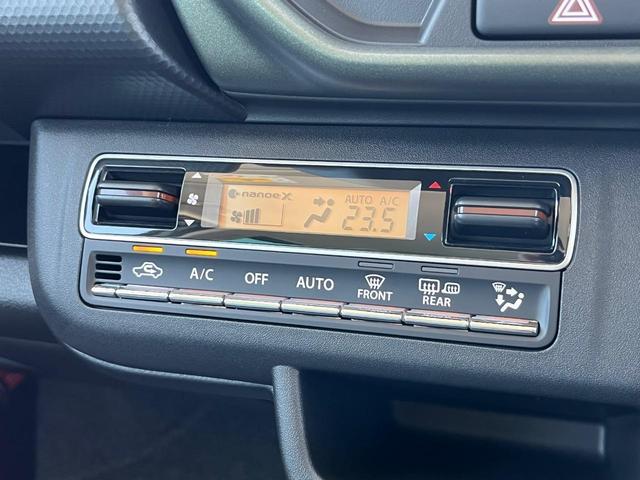 nanoeX AUTO A/C
23.5
A/C OFF AUTO FRONT REAR